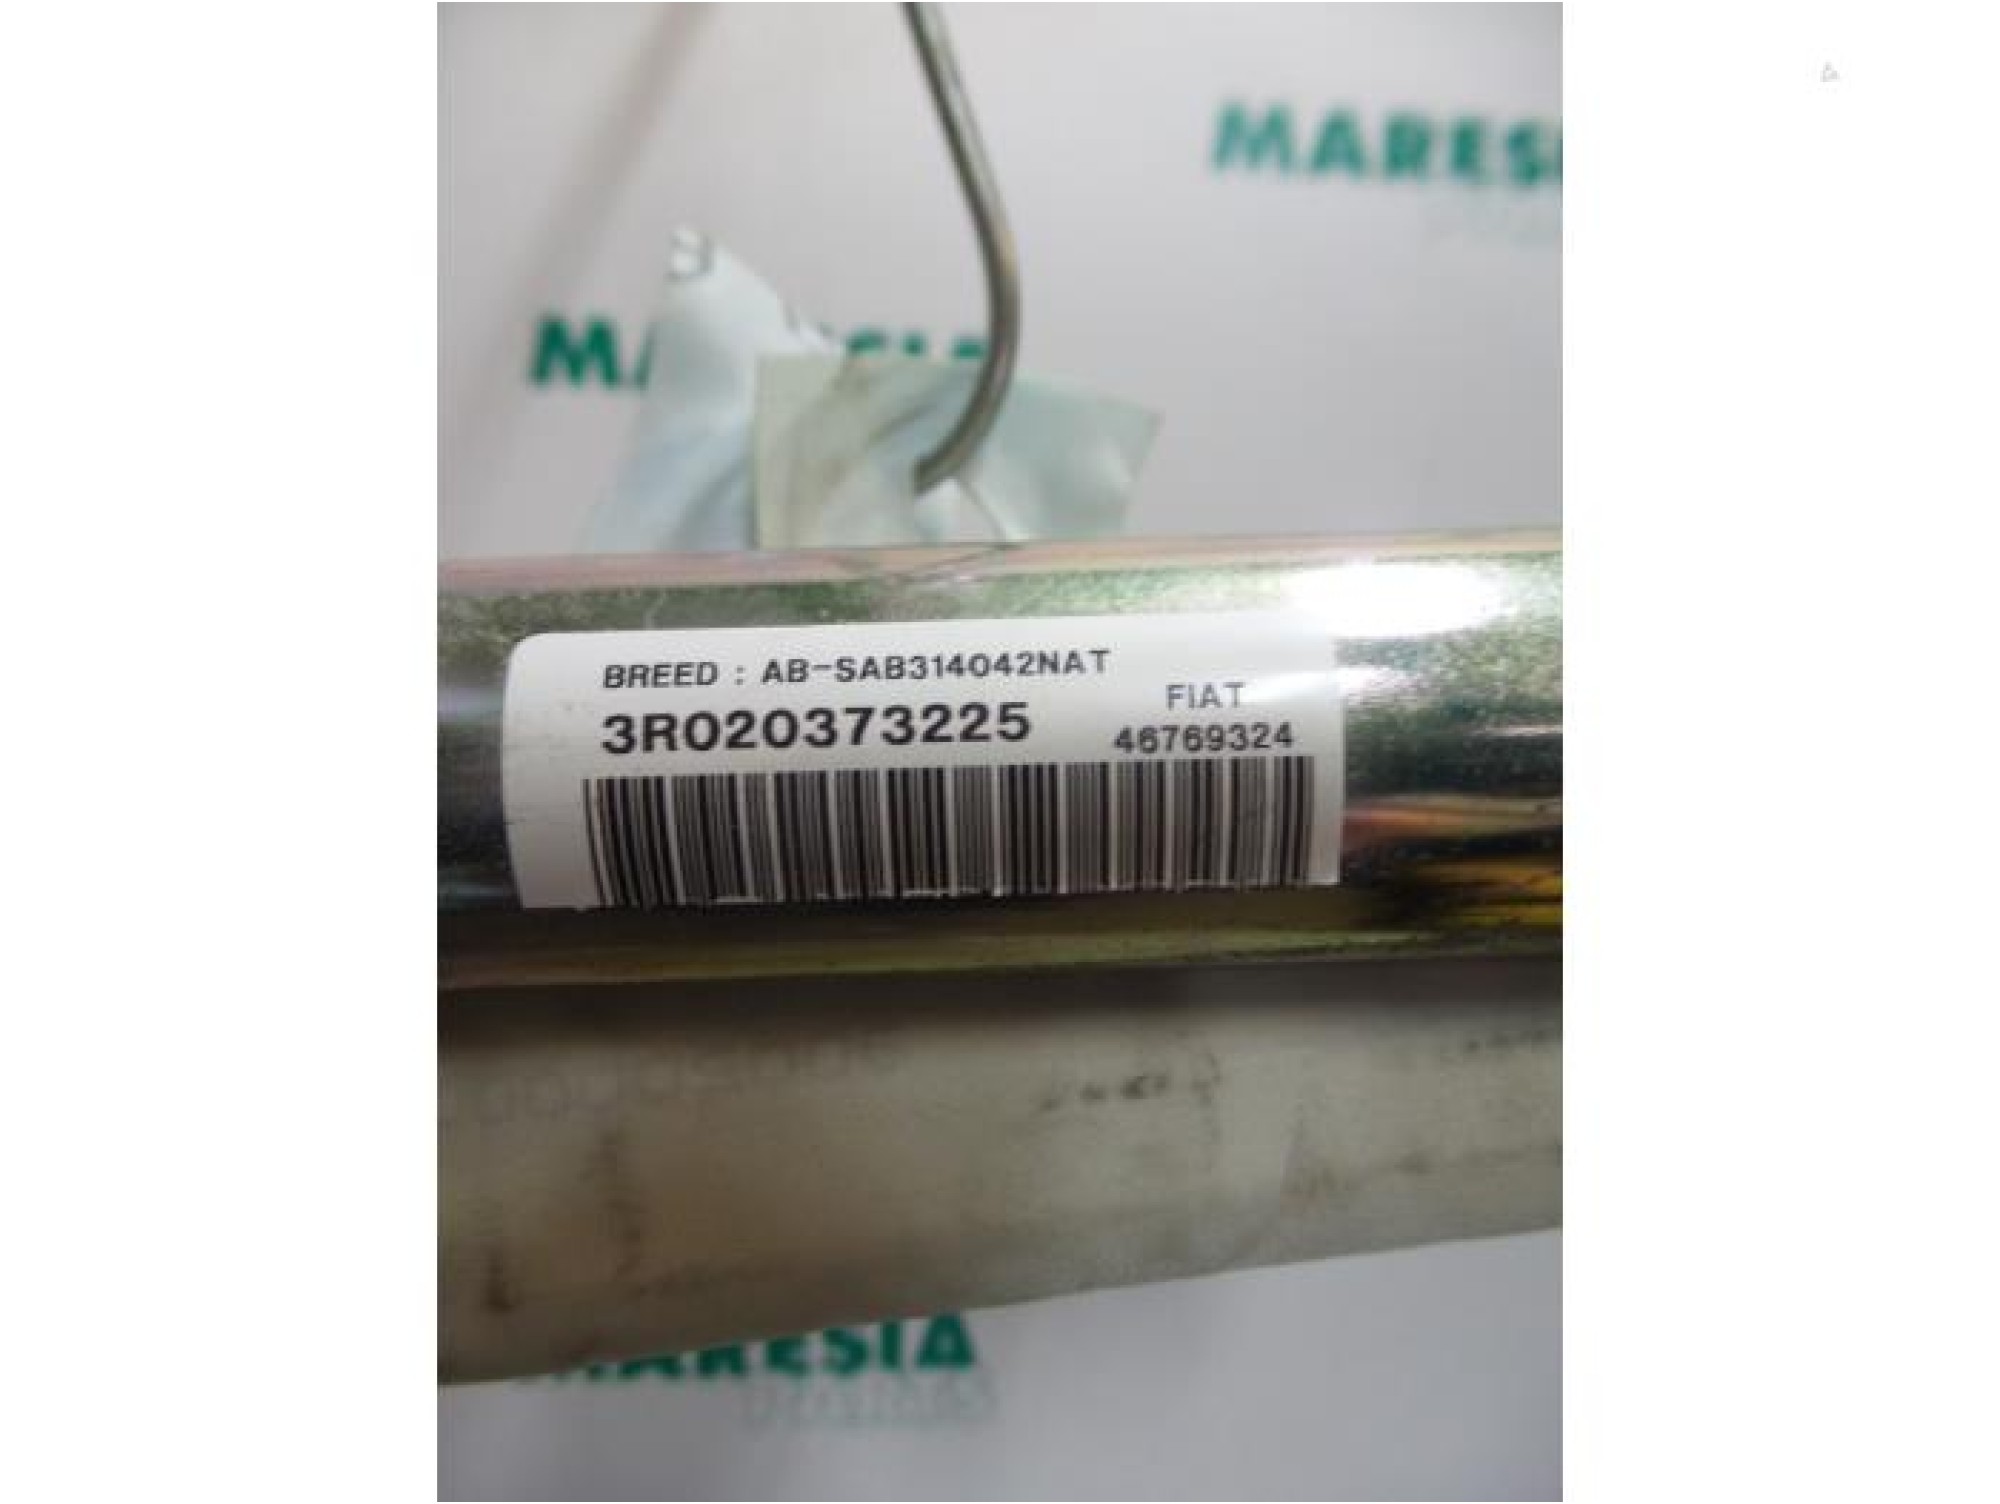 MARESIA
BREED : AB-SAB314042NAT
FIAT
3R020373225
46769324
MARESIA